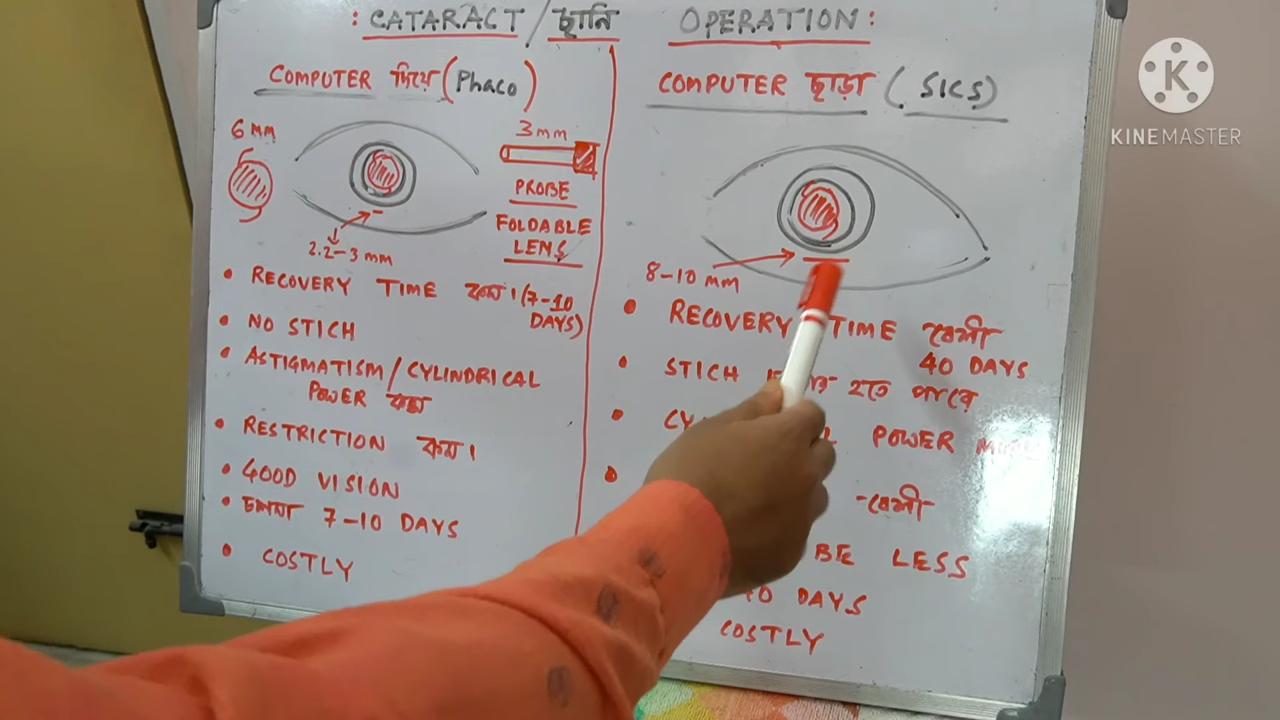 : CATARACT / ছানি OPERATION :
COMPUTER দিয়ে (Phaco)
6 MM
3 mm
PROBE
FOLDABLE
LENS
2.2-3 MM
• RECOVERY TIME কম। (7-10
DAYS)
• NO STICH
• ASTIGMATISM / CYLINDRICAL
POWER কম
• RESTRICTION কম।
• GOOD VISION
• চশমা 7-10 DAYS
• COSTLY
COMPUTER ছাড়া (SICS)
8-10 mm
• RECOVERY TIME বেশী
40 DAYS
• STICH হতে পারে
• POWER
• -বেশী
BE LESS
DAYS
COSTLY
K
KINEMASTER